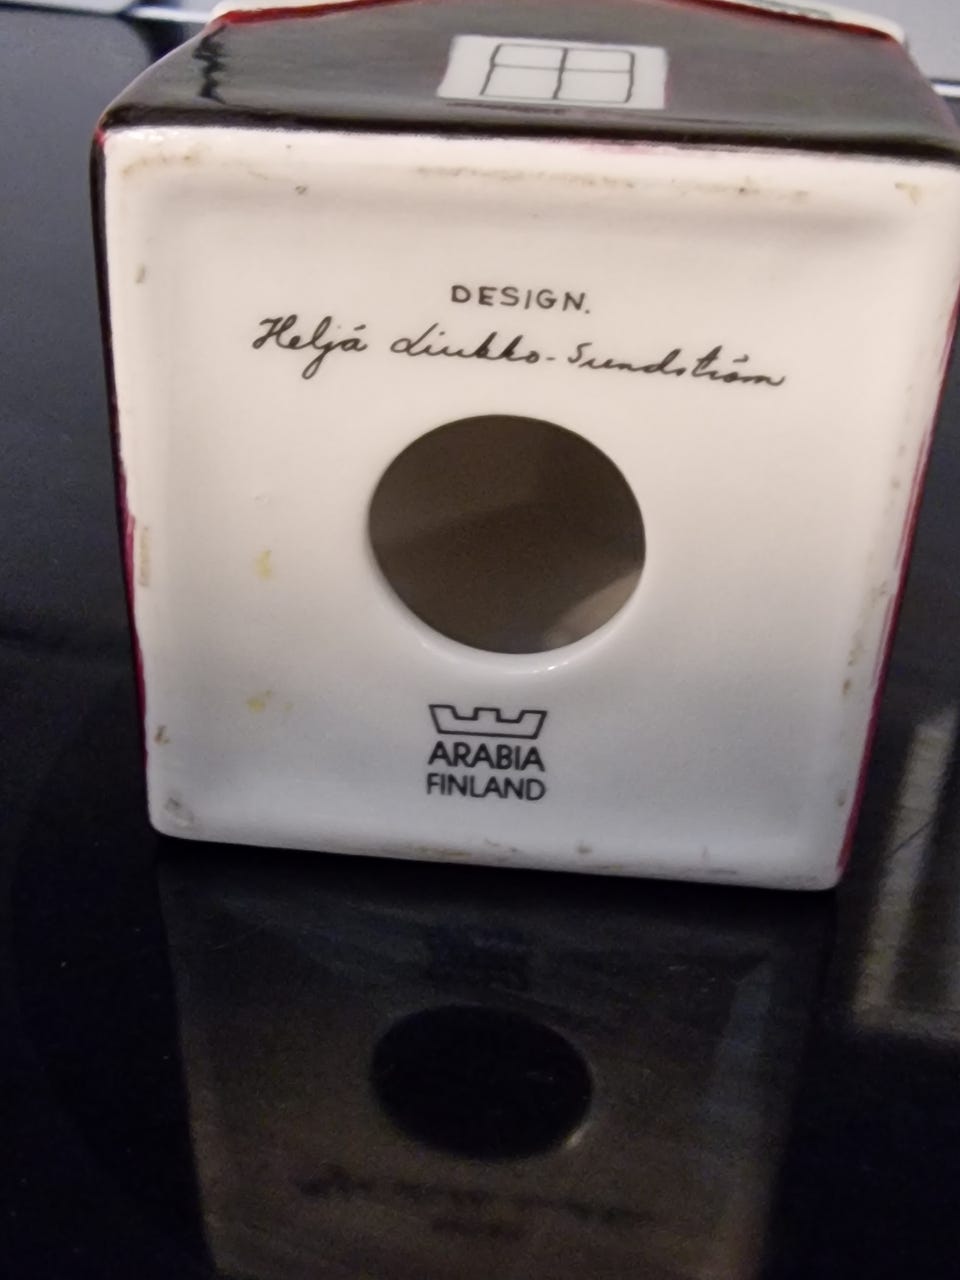 DESIGN.
Heljä Liukko-Sundström
ARABIA
FINLAND